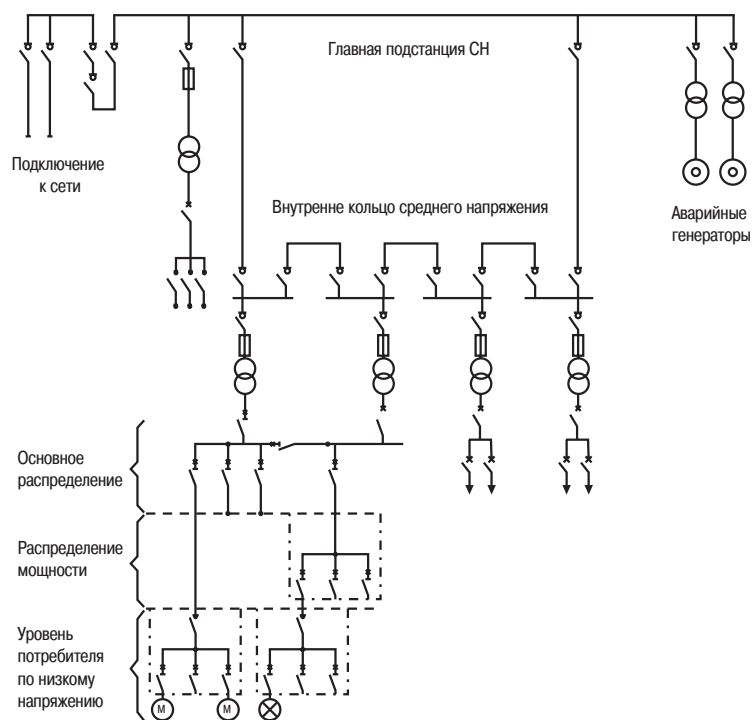 Главная подстанция СН
Подключение
к сети
Внутренне кольцо среднего напряжения
Аварийные
генераторы
Основное
распределение
Распределение
мощности
Уровень
потребителя
по низкому
напряжению
M
M